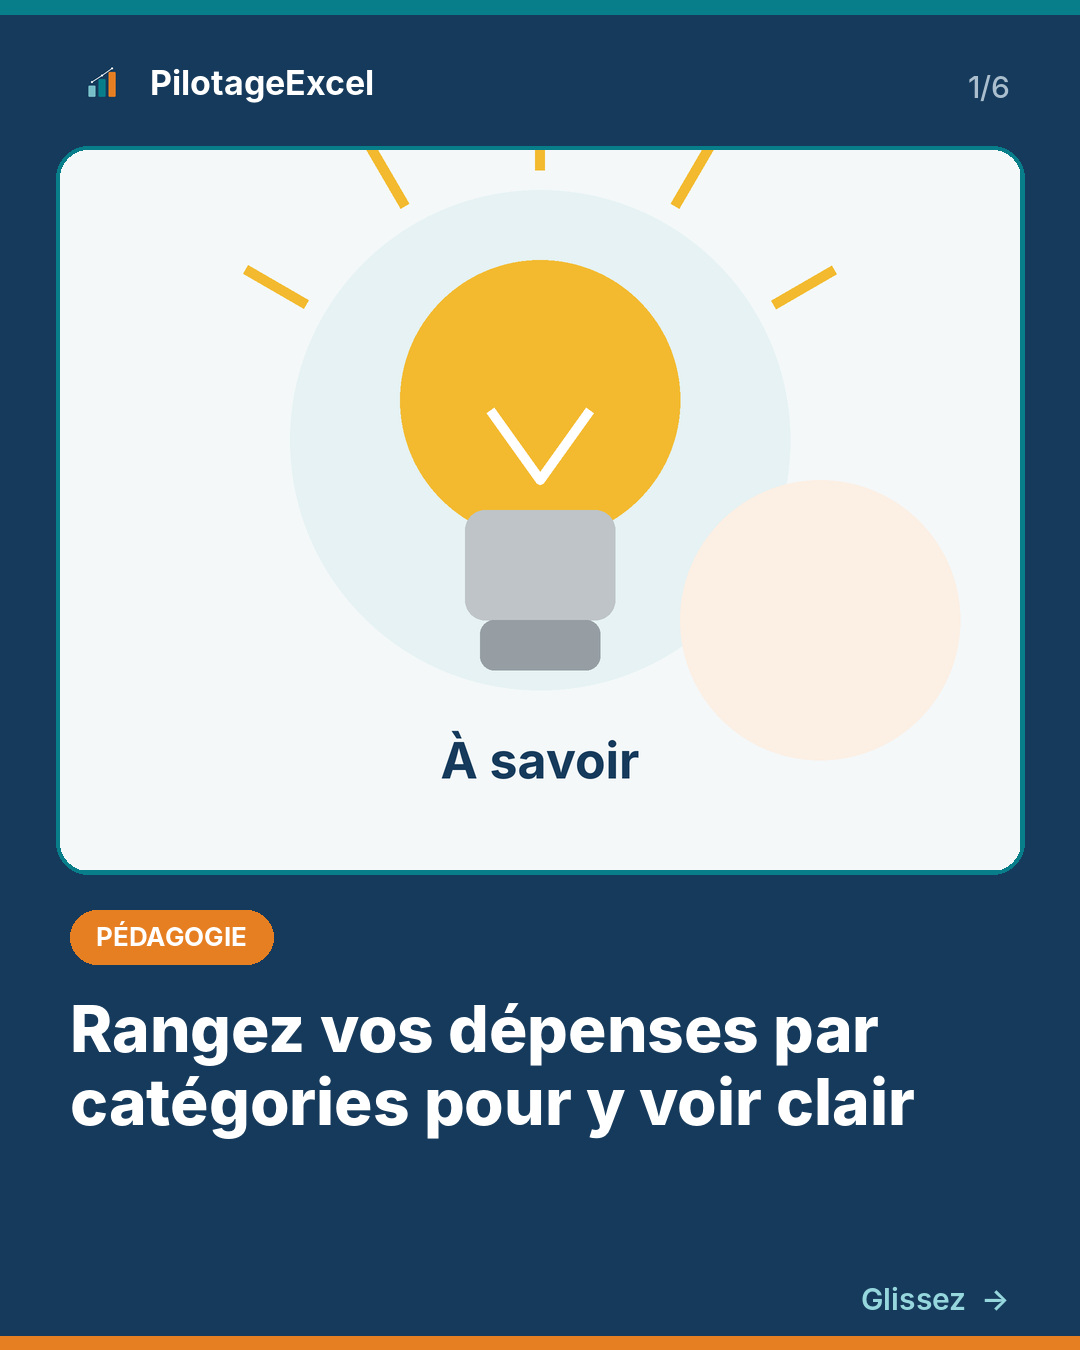 PilotageExcel
1/6
À savoir
PÉDAGOGIE
Rangez vos dépenses par
catégories pour y voir clair
Glissez →